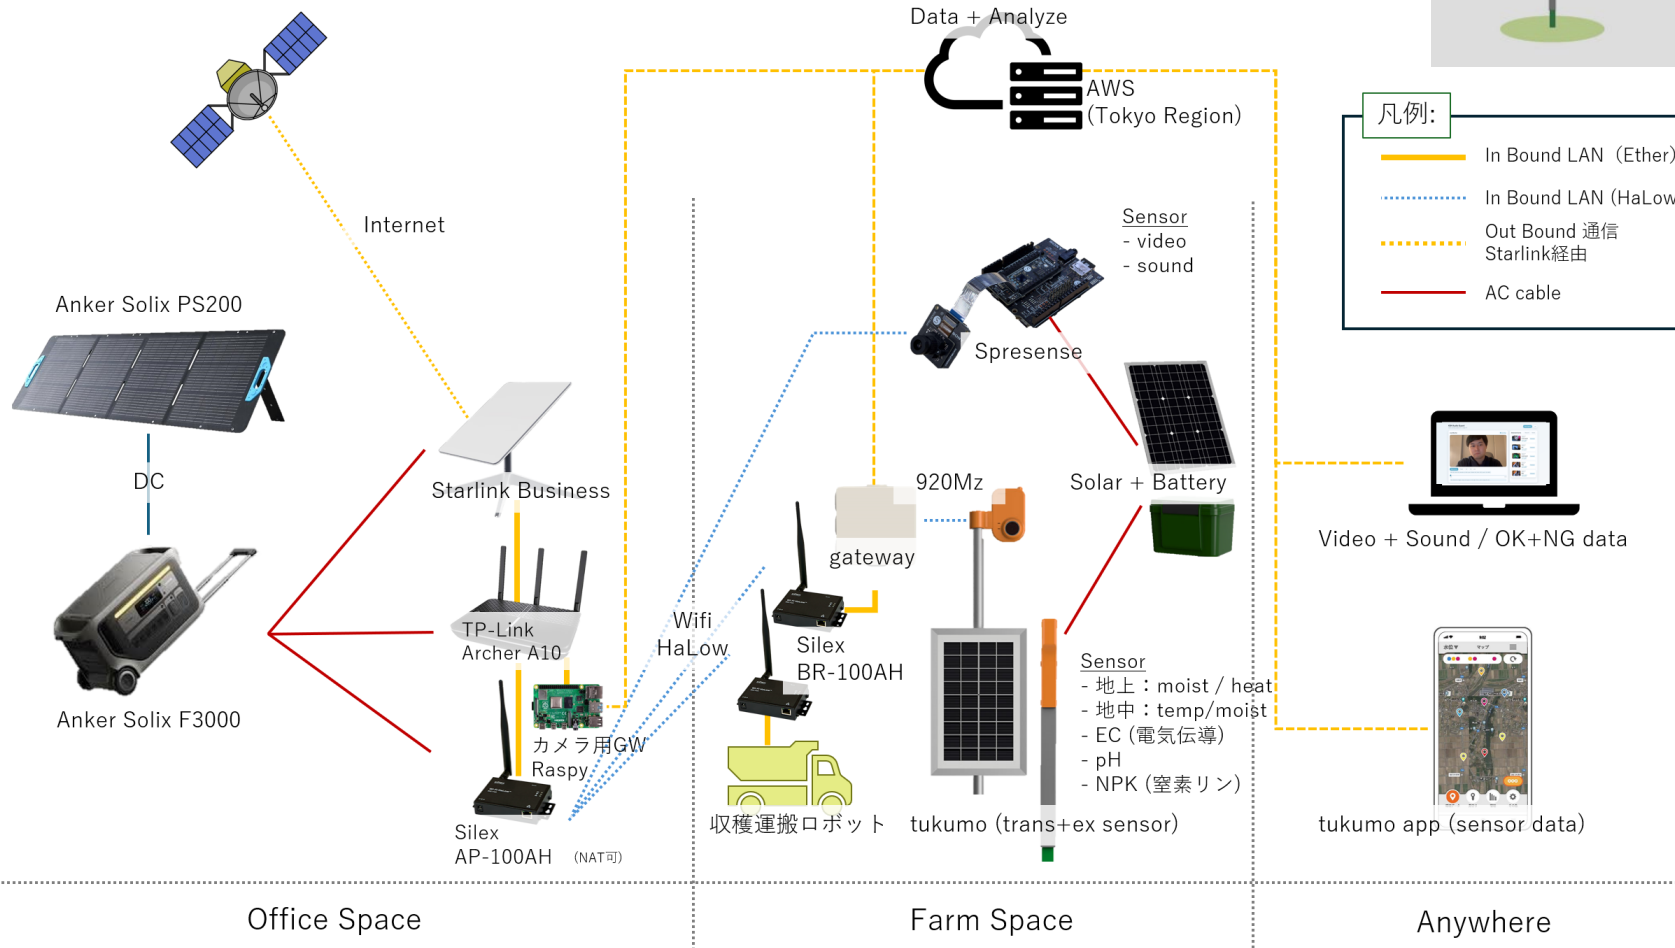 Data + Analyze
AWS
(Tokyo Region)
凡例:
In Bound LAN（Ether）
In Bound LAN (HaLow
Out Bound 通信
Starlink経由
AC cable
Internet
Sensor
- video
- sound
Anker Solix PS200
Spresense
DC
Starlink Business
920Mz
Solar + Battery
gateway
Video + Sound / OK+NG data
TP-Link
Archer A10
Wifi
HaLow
Silex
BR-100AH
Sensor
- 地上：moist / heat
- 地中：temp/moist
- EC (電気伝導)
- pH
- NPK (窒素リン)
Anker Solix F3000
カメラ用GW
Raspy
収穫運搬ロボット
tukumo (trans+ex sensor)
マップ
tukumo app (sensor data)
Silex
AP-100AH （NAT可）
Office Space
Farm Space
Anywhere